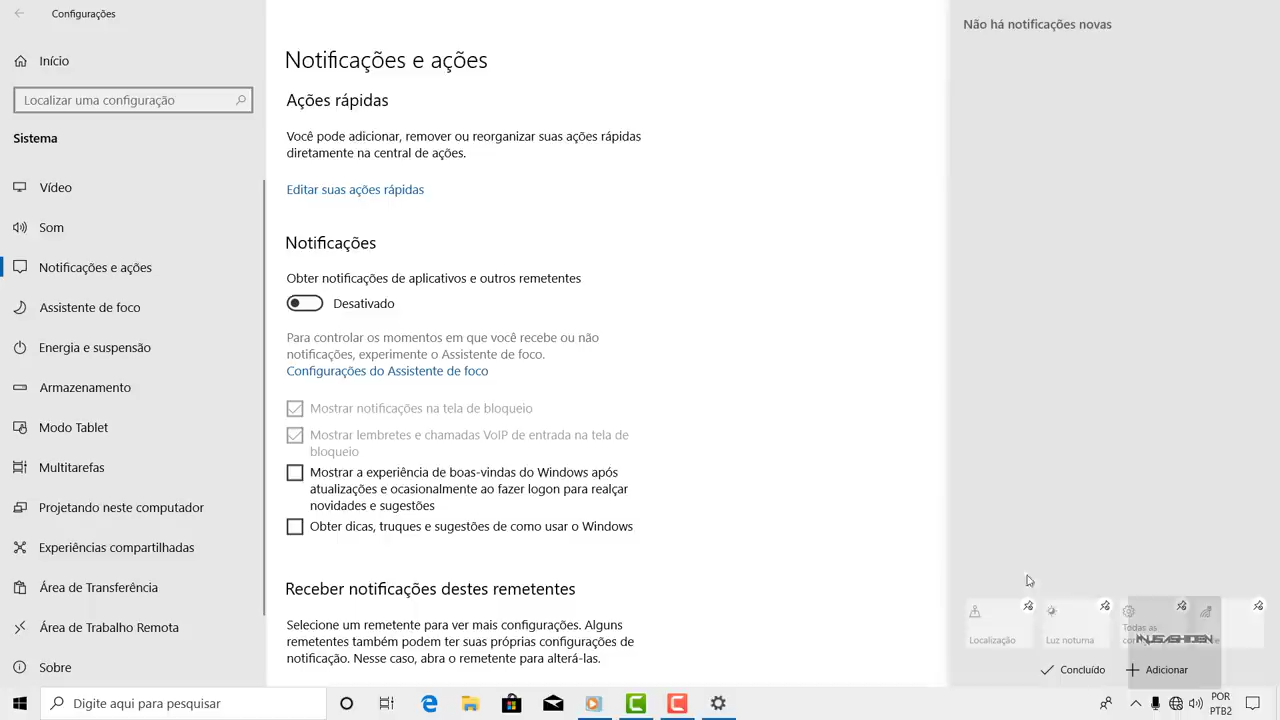 Configurações
Início
Localizar uma configuração
Sistema
Vídeo
Som
Notificações e ações
Assistente de foco
Energia e suspensão
Armazenamento
Modo Tablet
Multitarefas
Projetando neste computador
Experiências compartilhadas
Área de Transferência
Área de Trabalho Remota
Sobre
Notificações e ações
Ações rápidas
Você pode adicionar, remover ou reorganizar suas ações rápidas
diretamente na central de ações.
Editar suas ações rápidas
Notificações
Obter notificações de aplicativos e outros remetentes
Desativado
Para controlar os momentos em que você recebe ou não
notificações, experimente o Assistente de foco.
Configurações do Assistente de foco
Mostrar notificações na tela de bloqueio
Mostrar lembretes e chamadas VoIP de entrada na tela de
bloqueio
Mostrar a experiência de boas-vindas do Windows após
atualizações e ocasionalmente ao fazer logon para realçar
novidades e sugestões
Obter dicas, truques e sugestões de como usar o Windows
Receber notificações destes remetentes
Selecione um remetente para ver mais configurações. Alguns
remetentes também podem ter suas próprias configurações de
notificação. Nesse caso, abra o remetente para alterá-las.
Não há notificações novas
Localização
Luz noturna
Todas as
Concluído
Adicionar
Digite aqui para pesquisar
POR
PTB2